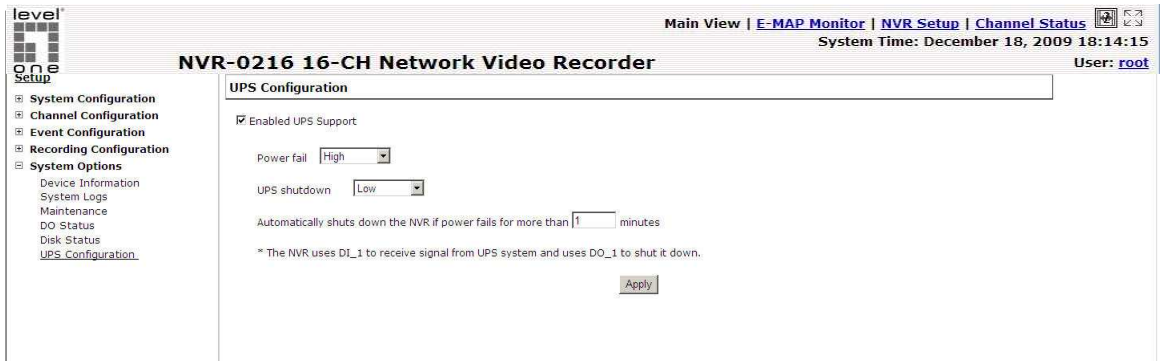 level
one
Main View | E-MAP Monitor | NVR Setup | Channel Status
System Time: December 18, 2009 18:14:15
NVR-0216 16-CH Network Video Recorder
User: root
Setup
System Configuration
Channel Configuration
Event Configuration
Recording Configuration
System Options
Device Information
System Logs
Maintenance
DO Status
Disk Status
UPS Configuration
UPS Configuration
Enabled UPS Support
Power fail High
UPS shutdown Low
Automatically shuts down the NVR if power fails for more than 1 minutes
* The NVR uses DI_1 to receive signal from UPS system and uses DO_1 to shut it down.
Apply